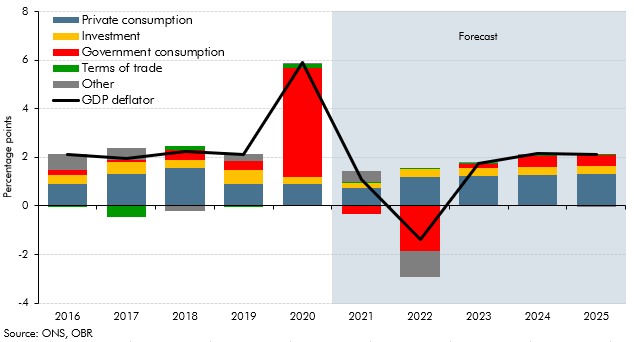 Private consumption
Investment
Government consumption
Terms of trade
Other
GDP deflator
Forecast
Percentage points
8
6
4
2
0
-2
-4
2016 2017 2018 2019 2020 2021 2022 2023 2024 2025
Source: ONS, OBR